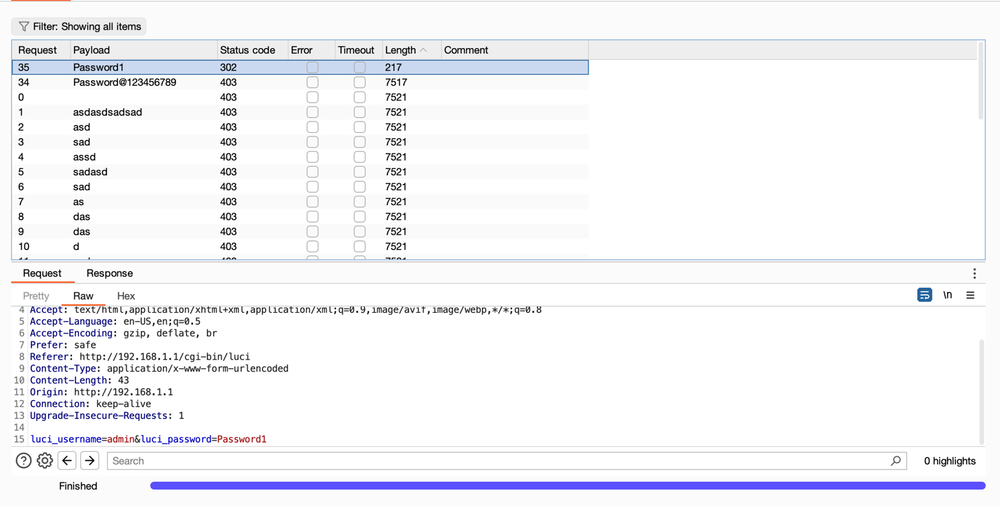 Filter: Showing all items
Request Payload Status code Error Timeout Length Comment
35 Password1 302 217
34 Password@123456789 403 7517
0 403 7521
1 asdasdsadsad 403 7521
2 asd 403 7521
3 sad 403 7521
4 assd 403 7521
5 sadasd 403 7521
6 sad 403 7521
7 as 403 7521
8 das 403 7521
9 das 403 7521
10 d 403 7521
Request Response
Pretty Raw Hex \n
4 Accept: text/html,application/xhtml+xml,application/xml;q=0.9,image/avif,image/webp,*/*;q=0.8
5 Accept-Language: en-US,en;q=0.5
6 Accept-Encoding: gzip, deflate, br
7 Prefer: safe
8 Referer: http://192.168.1.1/cgi-bin/luci
9 Content-Type: application/x-www-form-urlencoded
10 Content-Length: 43
11 Origin: http://192.168.1.1
12 Connection: keep-alive
13 Upgrade-Insecure-Requests: 1
14
15 luci_username=admin&luci_password=Password1
Search 0 highlights
Finished